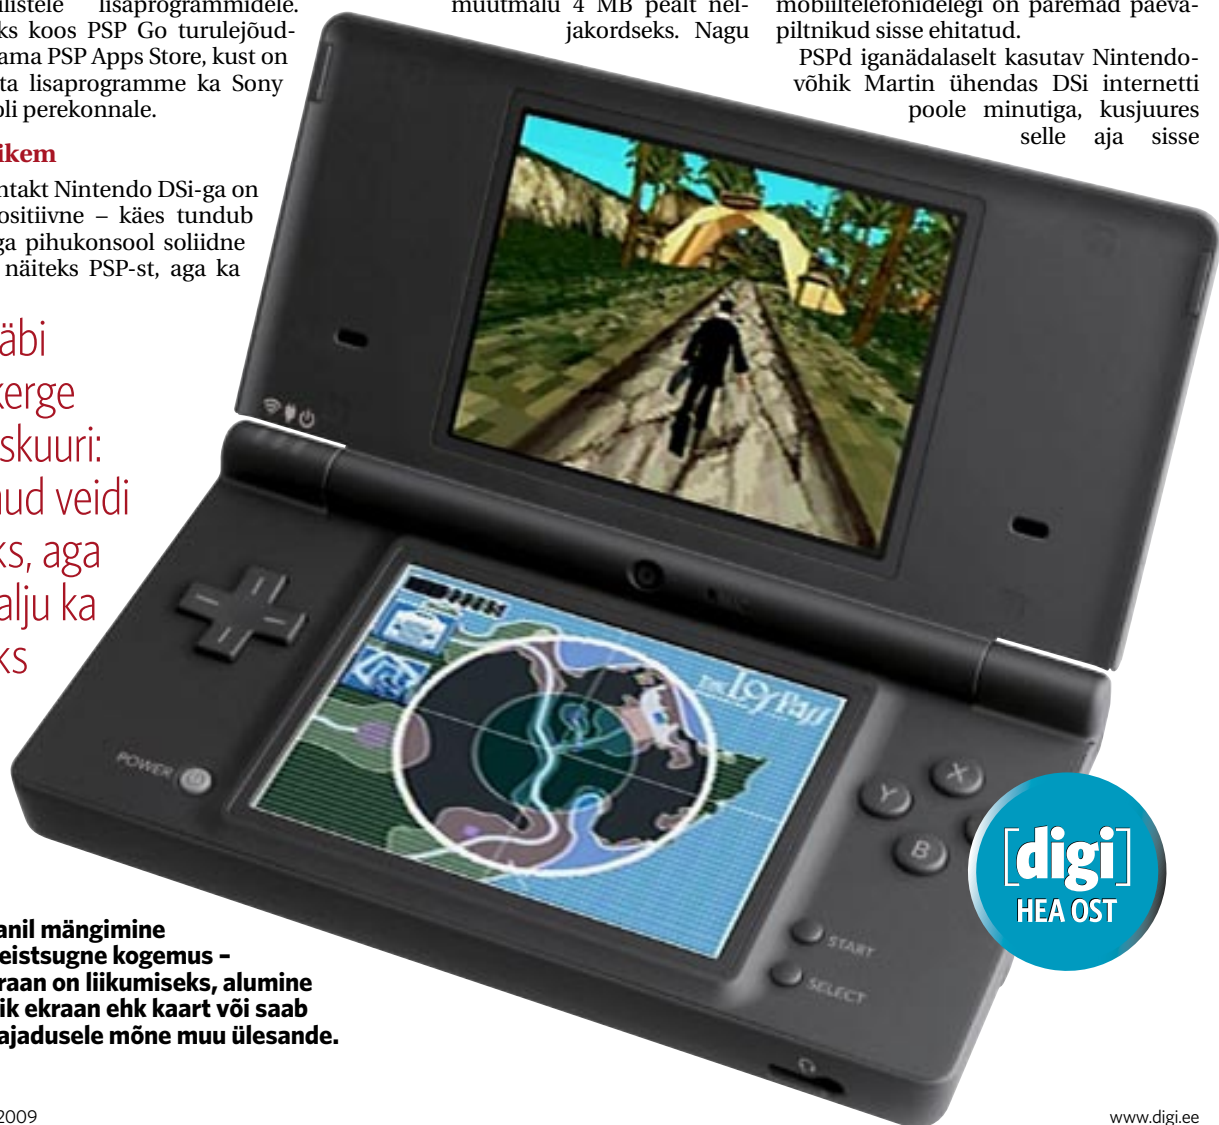 ilistele lisaprogrammidele.
ks koos PSP Go turulejõud-
ama PSP Apps Store, kust on
ta lisaprogramme ka Sony
oli perekonnale.
ikem
ntakt Nintendo DSi-ga on
ositiivne – käes tundub
ga pihukonsool soliidne
näiteks PSP-st, aga ka
äbi
kerge
skuuri:
nud veidi
ks, aga
alju ka
ks
muutmälu 4 MB pealt nel-
jakordseks. Nagu
mobiiltelefonidelegi on paremad päeva-
piltnikud sisse ehitatud.
PSPd iganädalaselt kasutav Nintendo-
võhik Martin ühendas DSi internetti
poole minutiga, kusjuures
selle aja sisse
POWER
X
Y
B
START
SELECT
[digi]
HEA OST
anil mängimine
eistsugne kogemus –
raan on liikumiseks, alumine
ik ekraan ehk kaart või saab
ajadusele mõne muu ülesande.
2009
www.digi.ee